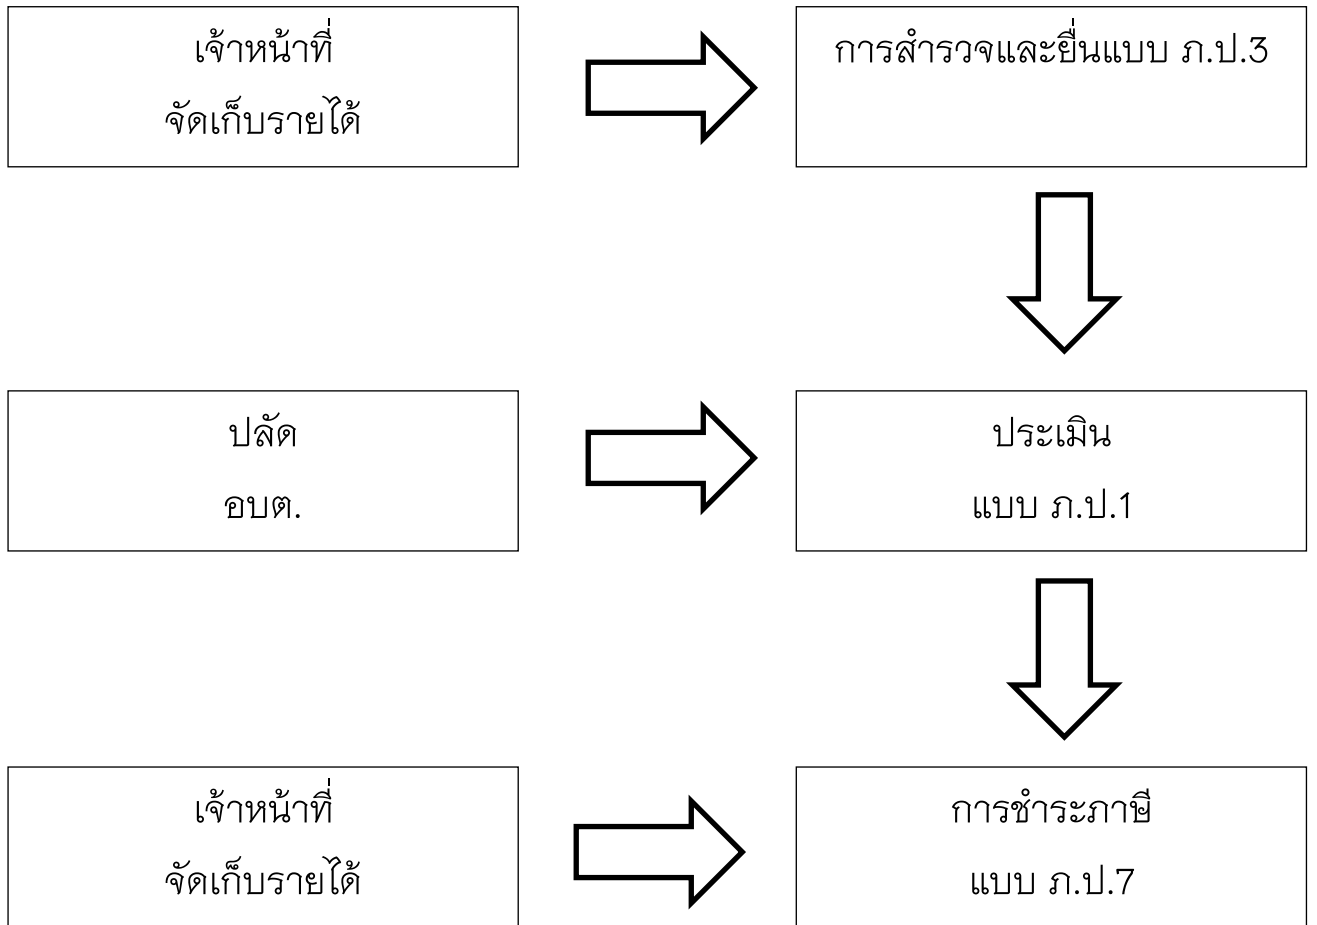 เจ้าหน้าที่
จัดเก็บรายได้
การสำรวจและยื่นแบบ ภ.ป.3
ปลัด
อบต.
ประเมิน
แบบ ภ.ป.1
เจ้าหน้าที่
จัดเก็บรายได้
การชำระภาษี
แบบ ภ.ป.7